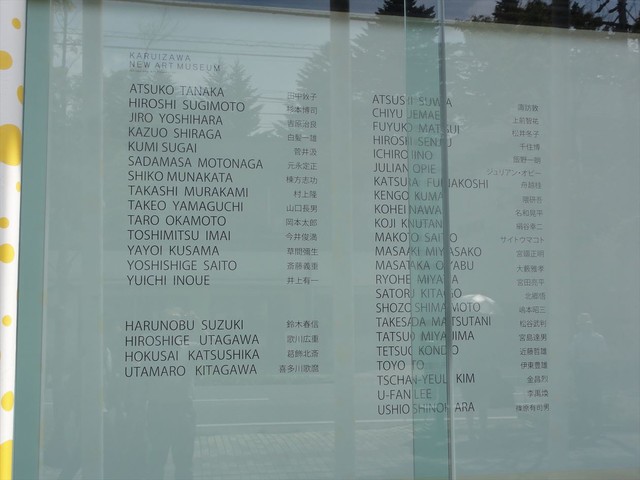 KARUIZAWA
NEW ART MUSEUM
ATSUKO TANAKA 田中敦子
HIROSHI SUGIMOTO 杉本博司
JIRO YOSHIHARA 吉原治良
KAZUO SHIRAGA 白髪一雄
KUMI SUGAI 菅井汲
SADAMASA MOTONAGA 元永定正
SHIKO MUNAKATA 棟方志功
TAKASHI MURAKAMI 村上隆
TAKEO YAMAGUCHI 山口長男
TARO OKAMOTO 岡本太郎
TOSHIMITSU IMAI 今井俊満
YAYOI KUSAMA 草間彌生
YOSHISHIGE SAITO 斎藤義重
YUICHI INOUE 井上有一
HARUNOBU SUZUKI 鈴木春信
HIROSHIGE UTAGAWA 歌川広重
HOKUSAI KATSUSHIKA 葛飾北斎
UTAMARO KITAGAWA 喜多川歌麿
ATSUSHI SUWA 諏訪敦
CHIYU UEMAE 上前智祐
FUYUKO MATSUI 松井冬子
HIROSHI SENJU 千住博
ICHIRO IINO 飯野一朗
JULIAN OPIE ジュリアン・オピー
KATSURA FUNAKOSHI 舟越桂
KENGO KUMA 隈研吾
KOHEI NAWA 名和晃平
KOJI KINUTANI 絹谷幸二
MAKOTO SAITO サイトウマコト
MASAAKI MIYASAKO 宮廻正明
MASATAKA OYABU 大藪雅孝
RYOHEI MIYATA 宮田亮平
SATORU KITAGO 北郷悟
SHOZO SHIMAMOTO 嶋本昭三
TAKESADA MATSUTANI 松谷武判
TATSUO MIYAJIMA 宮島達男
TETSUO KONDO 近藤哲雄
TOYO ITO 伊東豊雄
TSCHANG-YEUL KIM 金昌烈
U-FAN LEE 李禹煥
USHIO SHINOHARA 篠原有司男